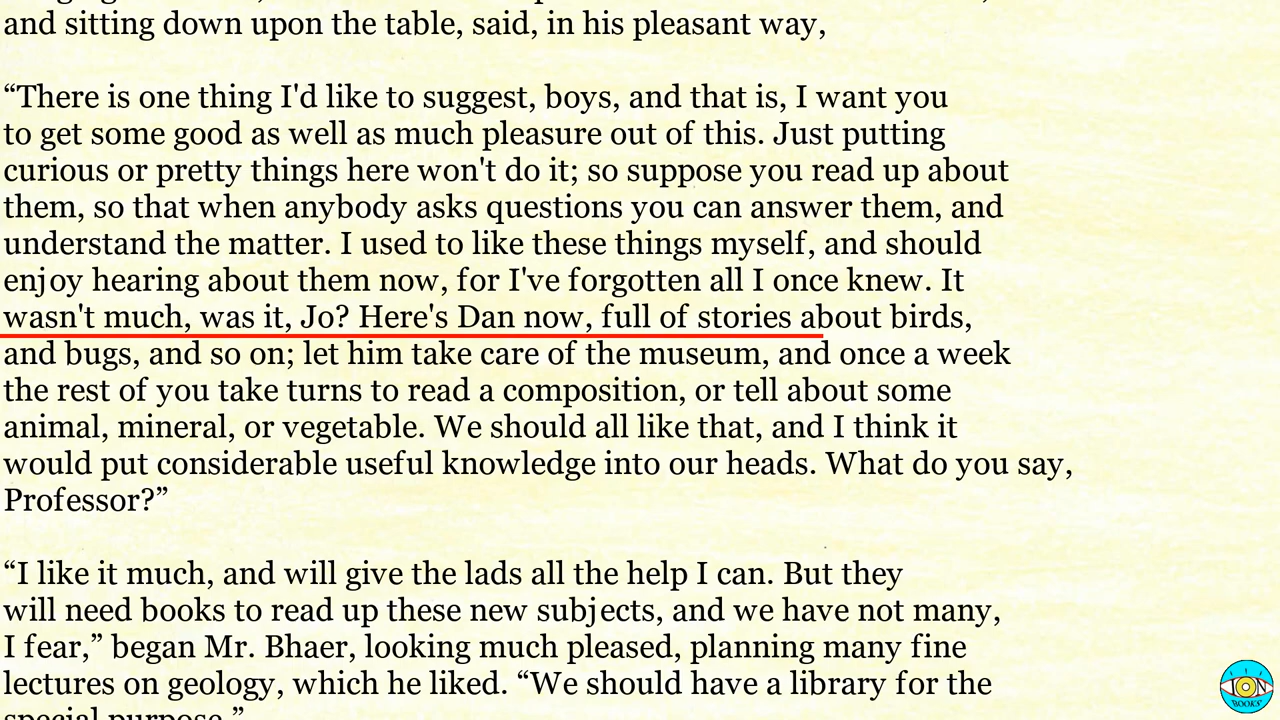 and sitting down upon the table, said, in his pleasant way,
“There is one thing I'd like to suggest, boys, and that is, I want you
to get some good as well as much pleasure out of this. Just putting
curious or pretty things here won't do it; so suppose you read up about
them, so that when anybody asks questions you can answer them, and
understand the matter. I used to like these things myself, and should
enjoy hearing about them now, for I've forgotten all I once knew. It
wasn't much, was it, Jo? Here's Dan now, full of stories about birds,
and bugs, and so on; let him take care of the museum, and once a week
the rest of you take turns to read a composition, or tell about some
animal, mineral, or vegetable. We should all like that, and I think it
would put considerable useful knowledge into our heads. What do you say,
Professor?”
“I like it much, and will give the lads all the help I can. But they
will need books to read up these new subjects, and we have not many,
I fear,” began Mr. Bhaer, looking much pleased, planning many fine
lectures on geology, which he liked. “We should have a library for the
special purpose.”
ION
BOOKS